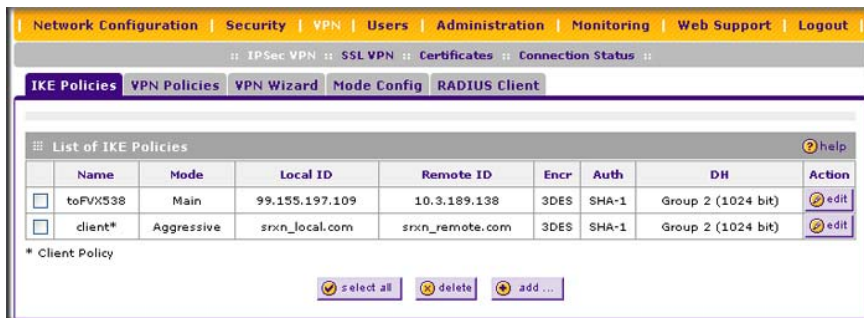 Network Configuration | Security | VPN | Users | Administration | Monitoring | Web Support | Logout |
:: IPSec VPN :: SSL VPN :: Certificates :: Connection Status ::
IKE Policies VPN Policies VPN Wizard Mode Config RADIUS Client
List of IKE Policies ? help
Name Mode Local ID Remote ID Encr Auth DH Action
toFVX538 Main 99.155.197.109 10.3.189.138 3DES SHA-1 Group 2 (1024 bit) edit
client* Aggressive srxn_local.com srxn_remote.com 3DES SHA-1 Group 2 (1024 bit) edit
* Client Policy
select all delete add ...